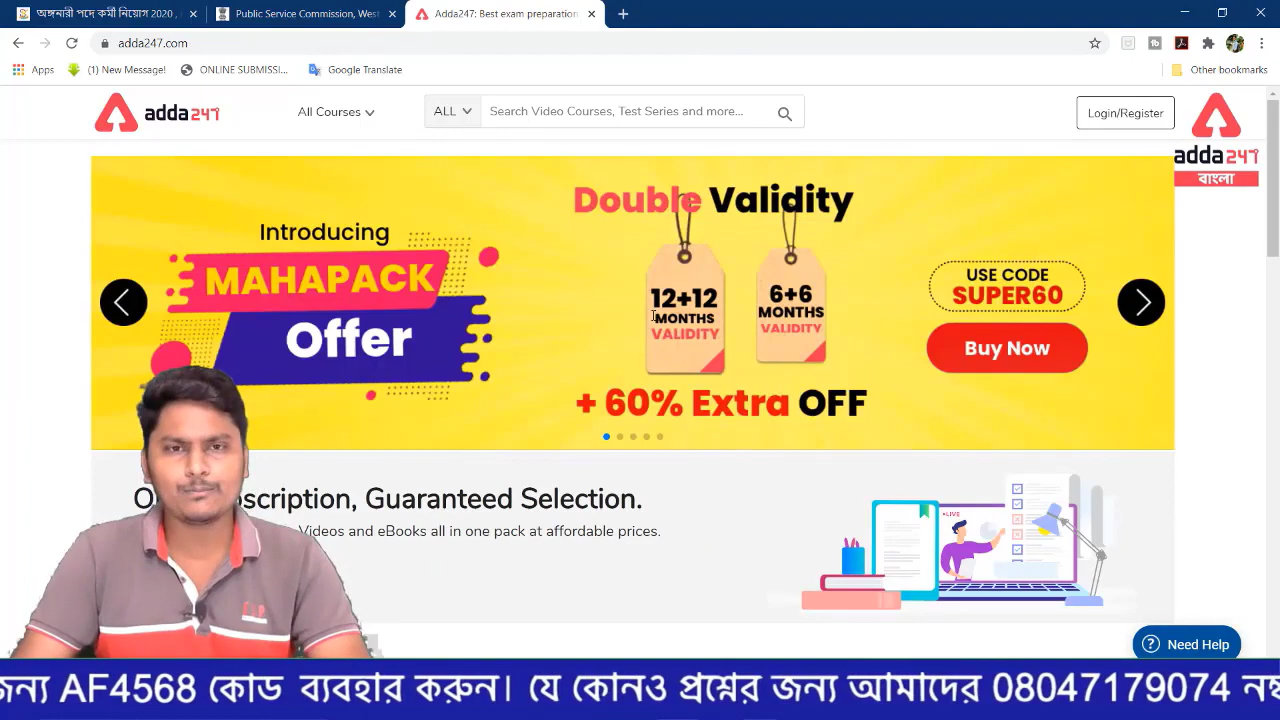 অঙ্গনারী পদে কর্মী নিয়োগ 2020 ,
Public Service Commission, West
Adda247: Best exam preparation
adda247.com
Apps
(1) New Message!
ONLINE SUBMISSI...
Google Translate
Other bookmarks
adda247
All Courses
ALL
Search Video Courses, Test Series and more...
Login/Register
adda247
বাংলা
Introducing
MAHAPACK
Offer
Double Validity
12+12
MONTHS
VALIDITY
6+6
MONTHS
VALIDITY
+ 60% Extra OFF
USE CODE
SUPER60
Buy Now
Guaranteed Selection.
and eBooks all in one pack at affordable prices.
LIVE
Need Help
AF4568 কোড ব্যবহার করুন। যে কোনও প্রশ্নের জন্য আমাদের 08047179074